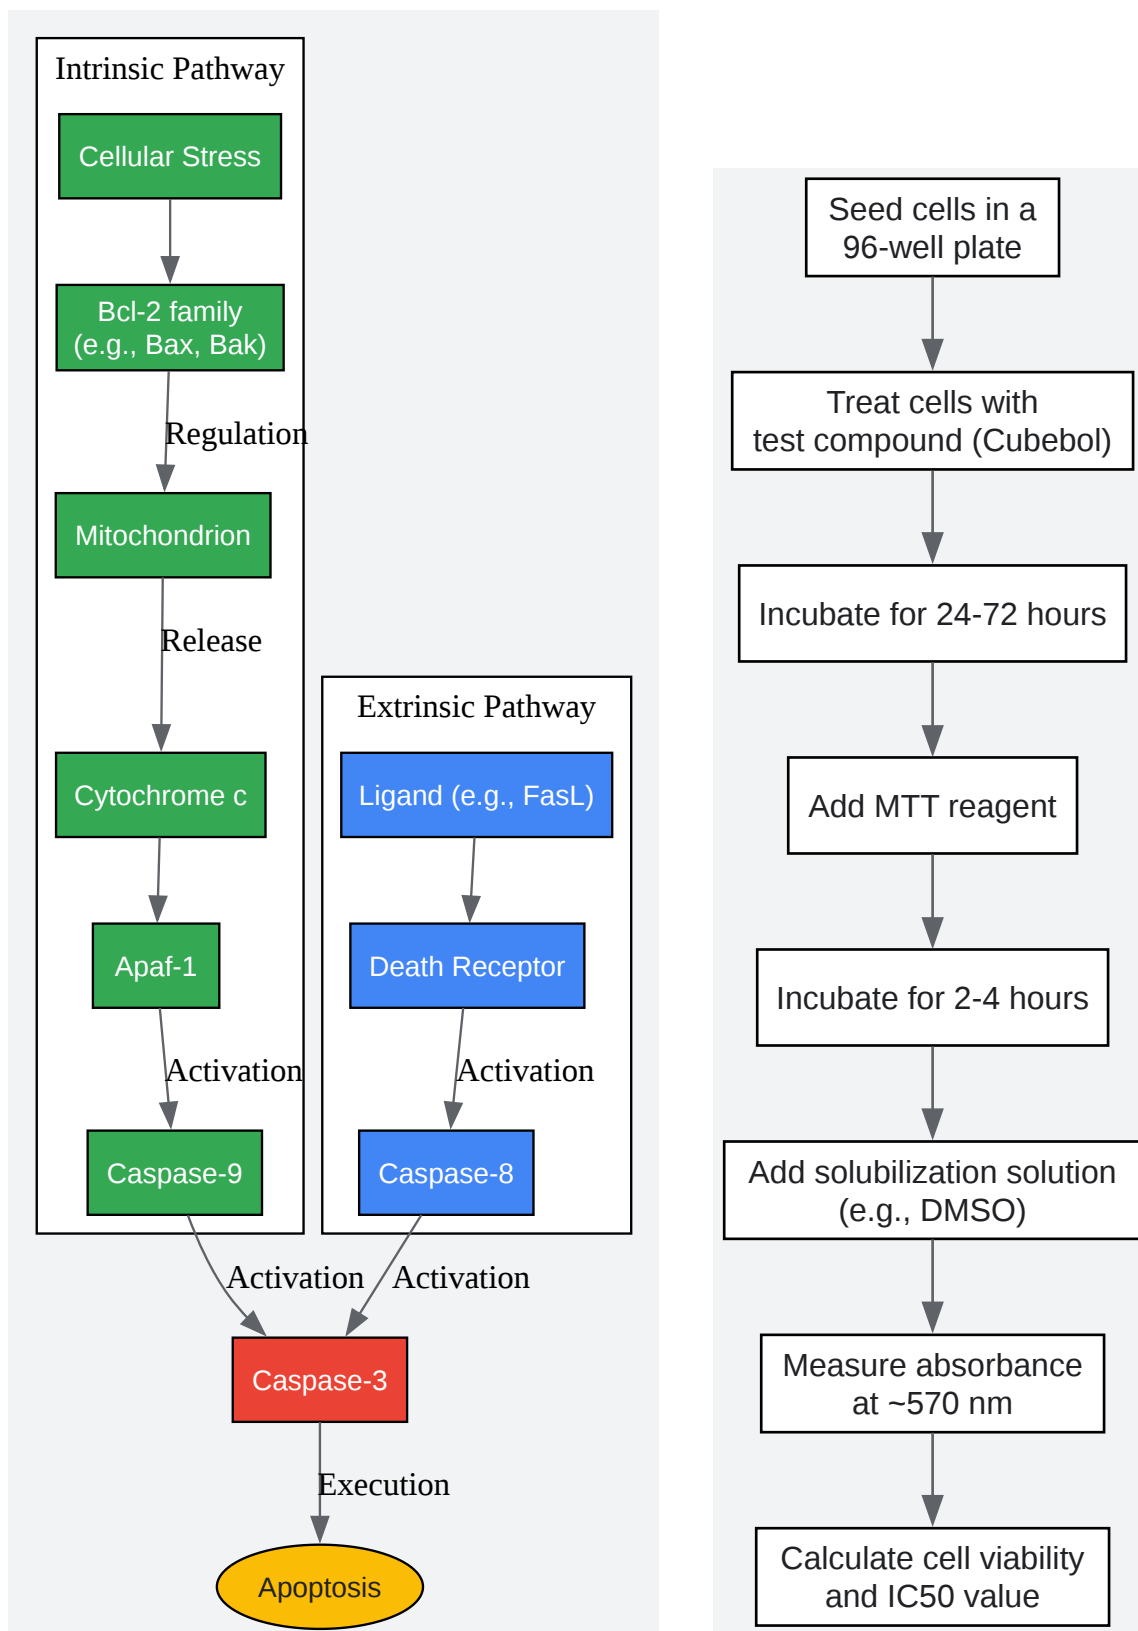 Intrinsic Pathway
Cellular Stress
Bcl-2 family
(e.g., Bax, Bak)
Regulation
Mitochondrion
Release
Cytochrome c
Apaf-1
Activation
Caspase-9
Extrinsic Pathway
Ligand (e.g., FasL)
Death Receptor
Activation
Caspase-8
Activation
Activation
Caspase-3
Execution
Apoptosis
Seed cells in a
96-well plate
Treat cells with
test compound (Cubebol)
Incubate for 24-72 hours
Add MTT reagent
Incubate for 2-4 hours
Add solubilization solution
(e.g., DMSO)
Measure absorbance
at ~570 nm
Calculate cell viability
and IC50 value